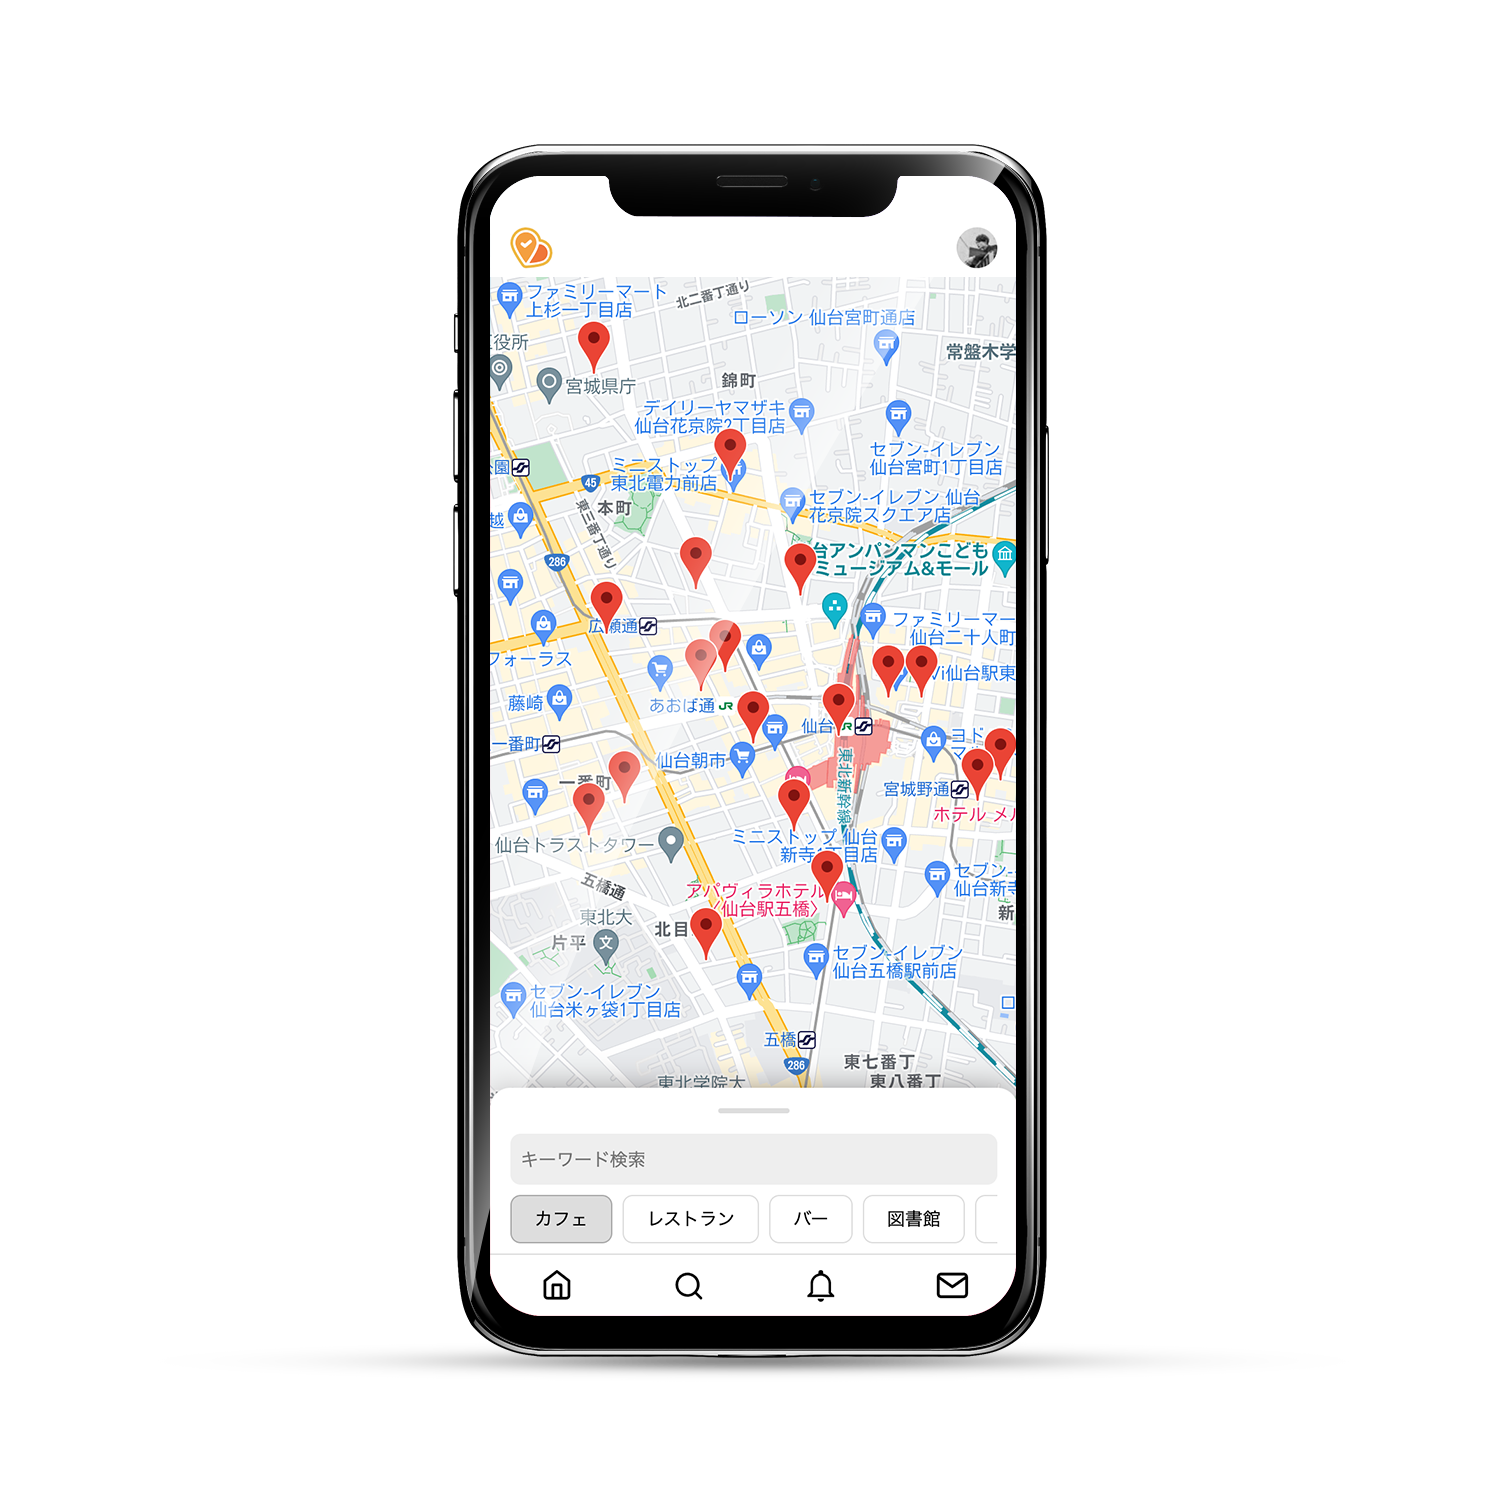 ファミリーマート
上杉一丁目店
北二番丁通り
ローソン 仙台宮町通店
役所
宮城県庁
常盤木学
錦町
デイリーヤマザキ
仙台花京院2丁目店
セブン-イレブン
仙台宮町1丁目店
公園
ミニストップ
東北電力前店
45
本町
東三番丁通り
セブン-イレブン 仙台
花京院スクエア店
越
286
台アンパンマンこども
ミュージアム&モール
広瀬通
ファミリーマー
仙台二十人町
フォーラス
Vi仙台駅東
藤崎
あおば通 JR
仙台 JR
一番町
仙台朝市
ヨド
マ
東北新幹線
一番町
宮城野通
ホテル メ
仙台トラストタワー
ミニストップ 仙台
新寺1丁目店
五橋通
アパヴィラホテル
〈仙台駅五橋〉
セブン-
仙台新寺
新
東北大
片平
文
北目
セブン-イレブン
仙台五橋駅前店
セブン-イレブン
仙台米ヶ袋1丁目店
ロ
五橋
286
東七番丁
東八番丁
東北学院大
キーワード検索
カフェ
レストラン
バー
図書館